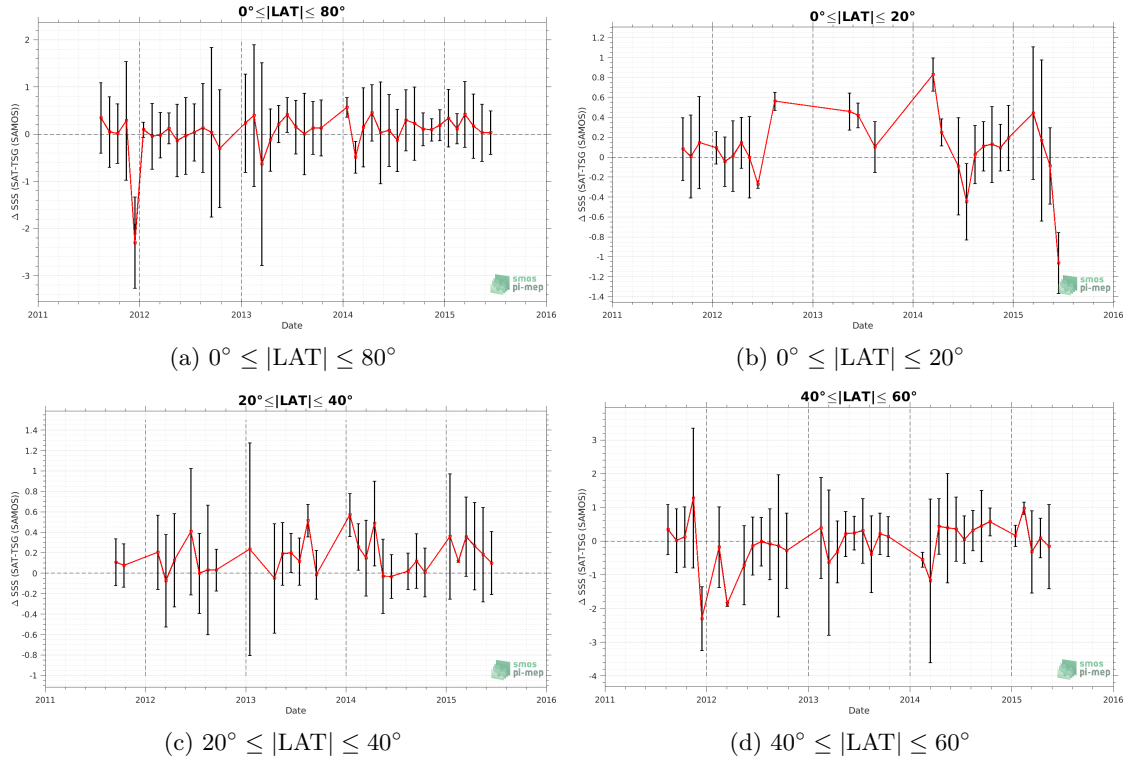 0°≤|LAT|≤ 80°
Δ SSS (SAT-TSG (SAMOS))
2
1
0
-1
-2
-3
2011
2012
2013
2014
2015
2016
Date
smos
pi-mep
(a) 0° ≤ |LAT| ≤ 80°
0°≤|LAT|≤ 20°
Δ SSS (SAT-TSG (SAMOS))
1.2
1
0.8
0.6
0.4
0.2
0
-0.2
-0.4
-0.6
-0.8
-1
-1.2
-1.4
2011
2012
2013
2014
2015
2016
Date
smos
pi-mep
(b) 0° ≤ |LAT| ≤ 20°
20°≤|LAT|≤ 40°
Δ SSS (SAT-TSG (SAMOS))
1.4
1.2
1
0.8
0.6
0.4
0.2
0
-0.2
-0.4
-0.6
-0.8
-1
2011
2012
2013
2014
2015
2016
Date
smos
pi-mep
(c) 20° ≤ |LAT| ≤ 40°
40°≤|LAT|≤ 60°
Δ SSS (SAT-TSG (SAMOS))
3
2
1
0
-1
-2
-3
-4
2011
2012
2013
2014
2015
2016
Date
smos
pi-mep
(d) 40° ≤ |LAT| ≤ 60°